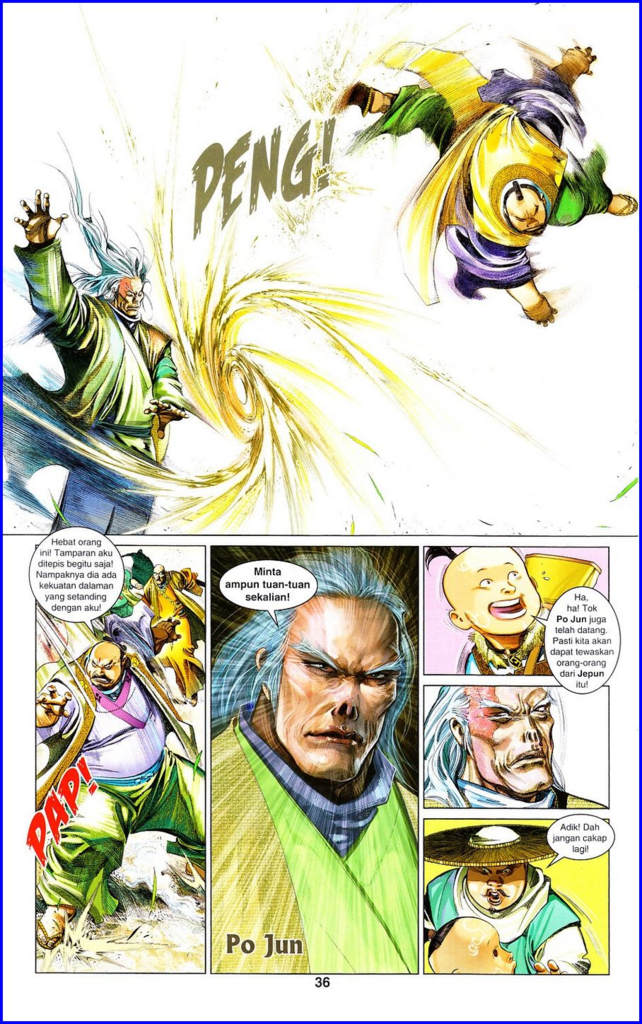 PENG!
Hebat orang
ini! Tamparan aku
ditepis begitu saja!
Nampaknya dia ada
kekuatan dalaman
yang setanding
dengan aku!
PAP!
Minta
ampun tuan-tuan
sekalian!
Po Jun
Ha,
ha! Tok
Po Jun juga
telah datang.
Pasti kita akan
dapat tewaskan
orang-orang
dari Jepun
itu!
Adik! Dah
jangan cakap
lagi!
36